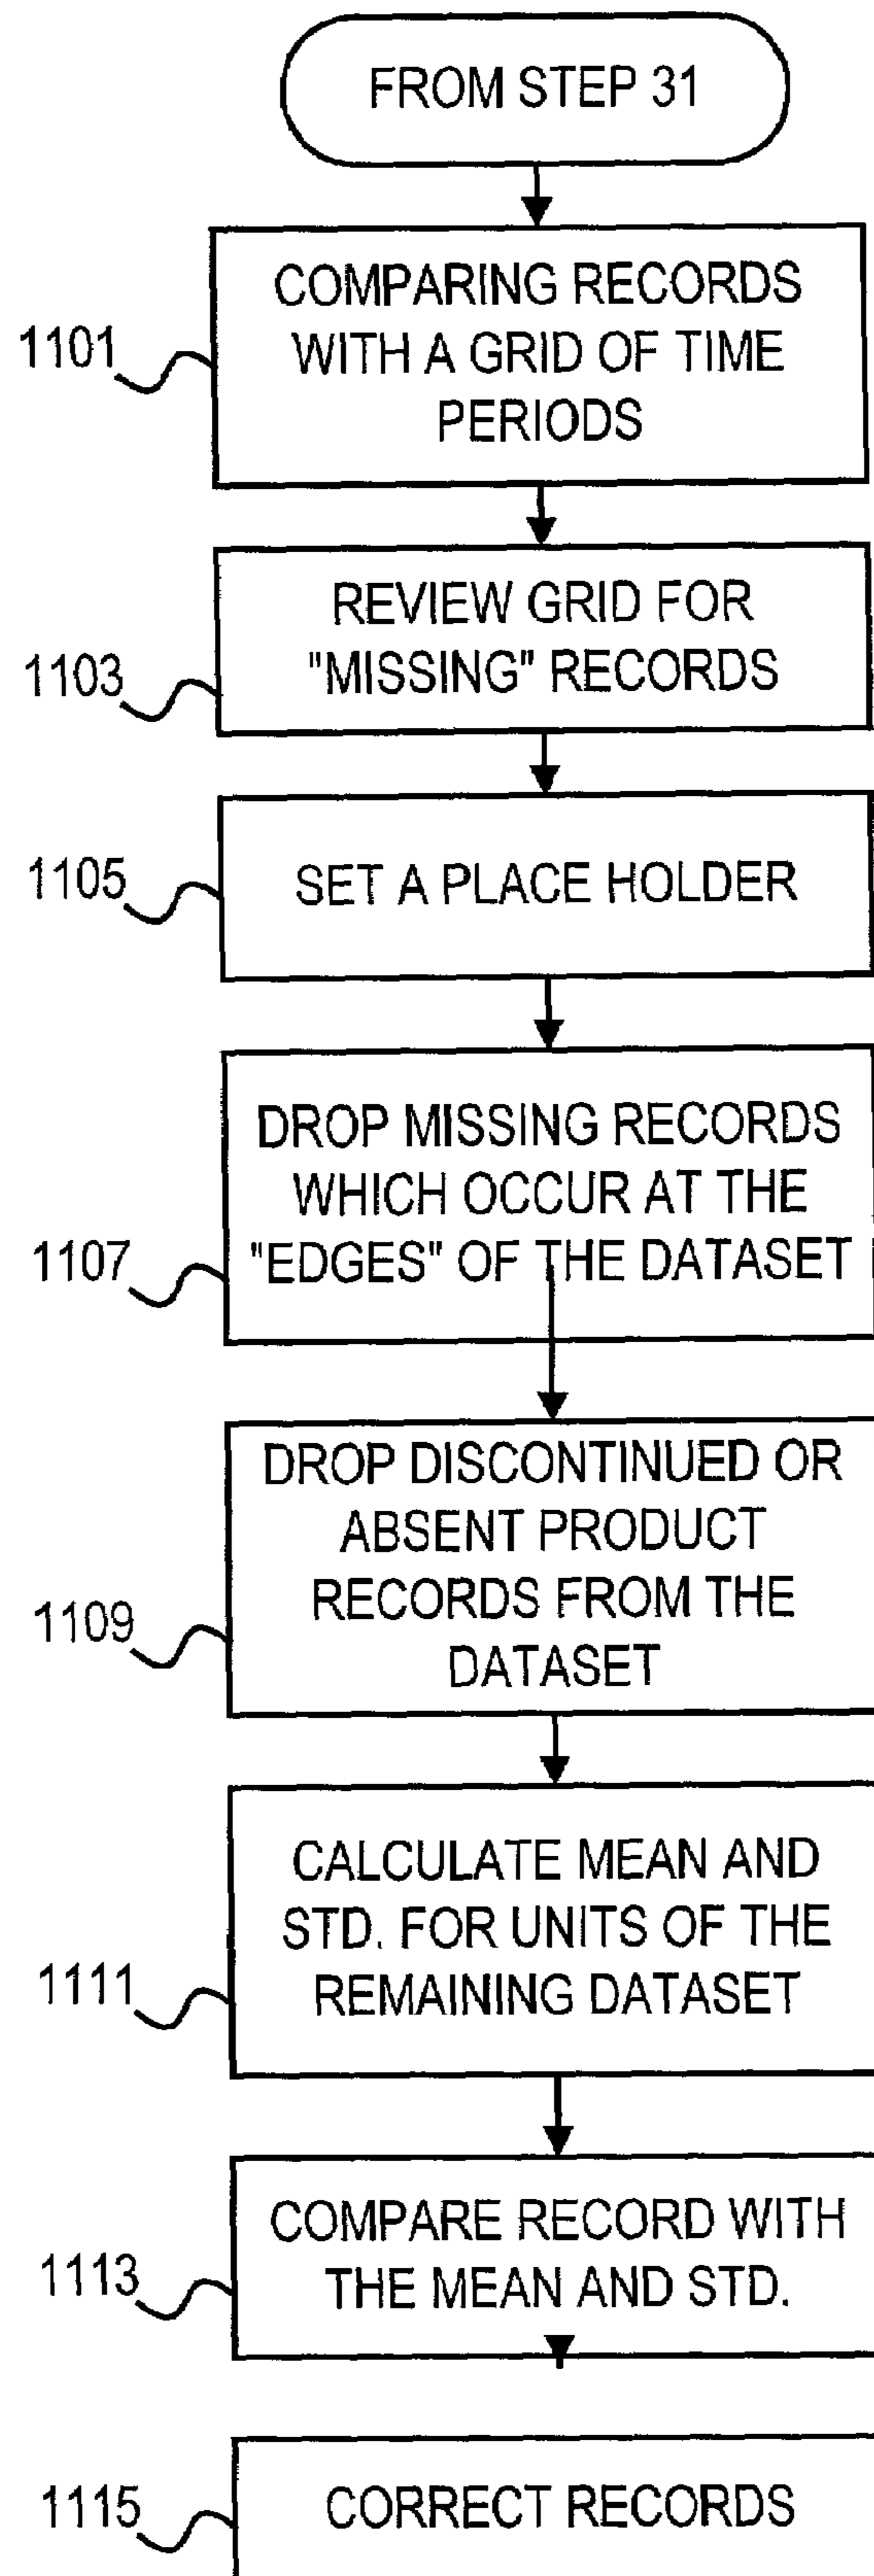 FROM STEP 31
COMPARING RECORDS
WITH A GRID OF TIME
PERIODS
1101
REVIEW GRID FOR
"MISSING" RECORDS
1103
SET A PLACE HOLDER
1105
DROP MISSING RECORDS
WHICH OCCUR AT THE
"EDGES" OF THE DATASET
1107
DROP DISCONTINUED OR
ABSENT PRODUCT
RECORDS FROM THE
DATASET
1109
CALCULATE MEAN AND
STD. FOR UNITS OF THE
REMAINING DATASET
1111
COMPARE RECORD WITH
THE MEAN AND STD.
1113
CORRECT RECORDS
1115